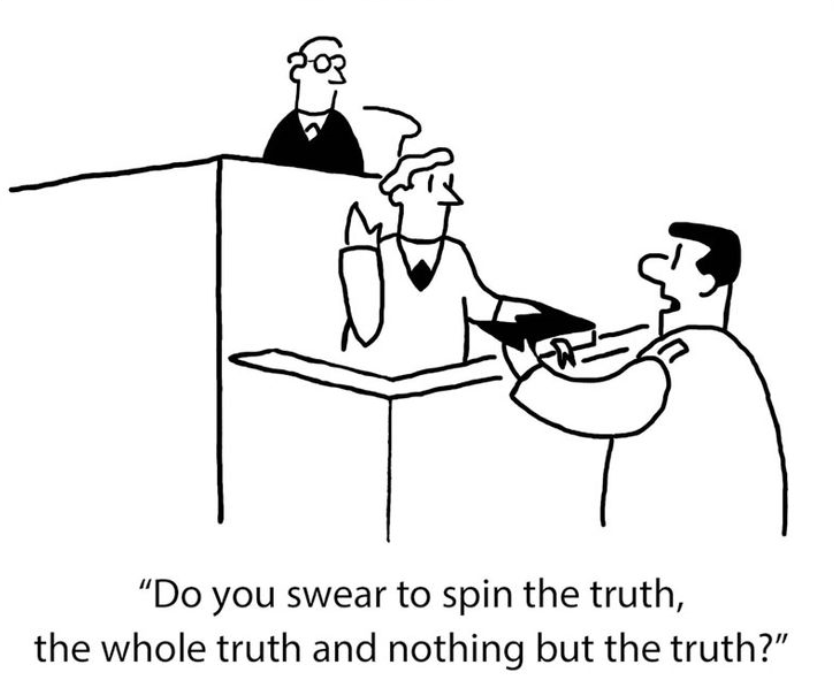 “Do you swear to spin the truth,
the whole truth and nothing but the truth?”